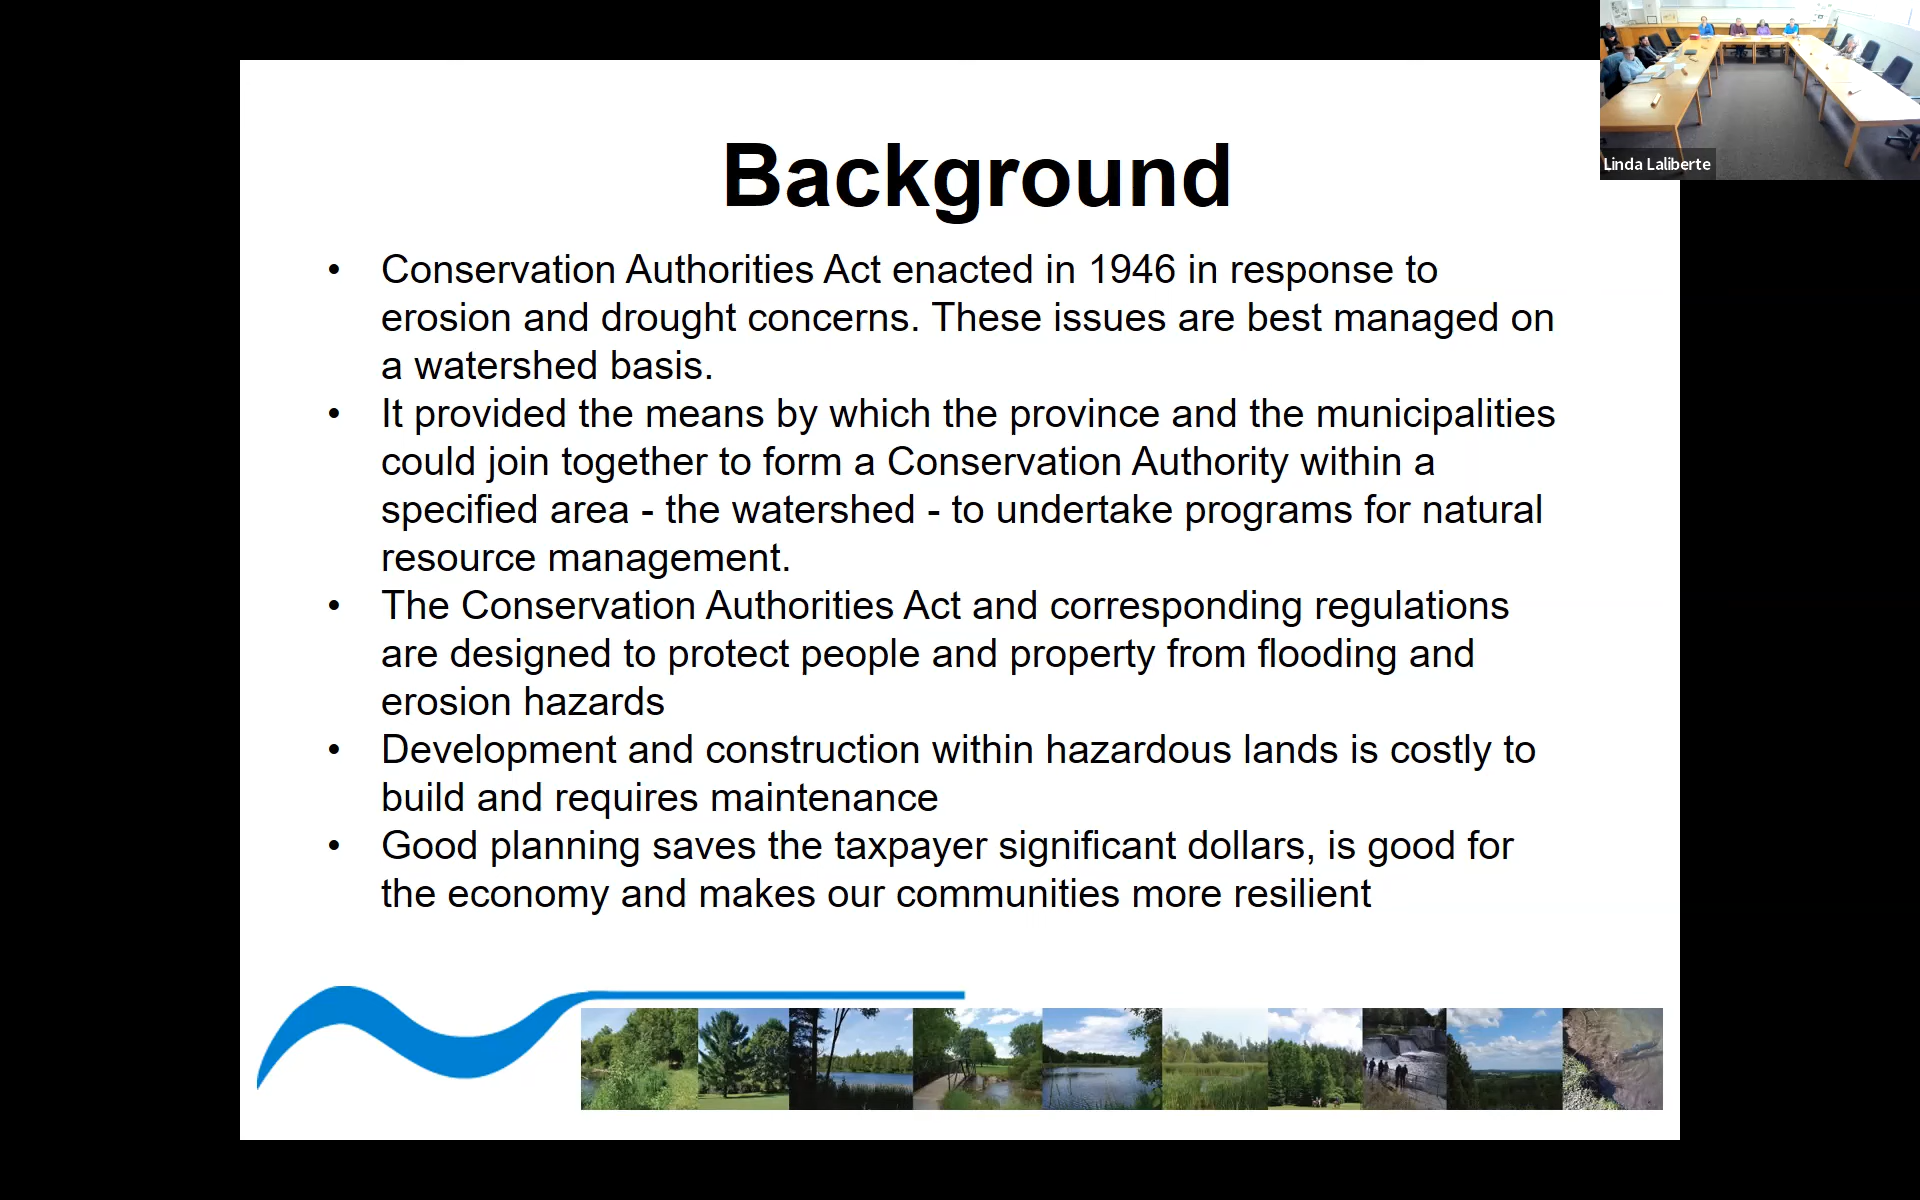 Linda Laliberte
Background
• Conservation Authorities Act enacted in 1946 in response to
erosion and drought concerns. These issues are best managed on
a watershed basis.
• It provided the means by which the province and the municipalities
could join together to form a Conservation Authority within a
specified area - the watershed - to undertake programs for natural
resource management.
• The Conservation Authorities Act and corresponding regulations
are designed to protect people and property from flooding and
erosion hazards
• Development and construction within hazardous lands is costly to
build and requires maintenance
• Good planning saves the taxpayer significant dollars, is good for
the economy and makes our communities more resilient